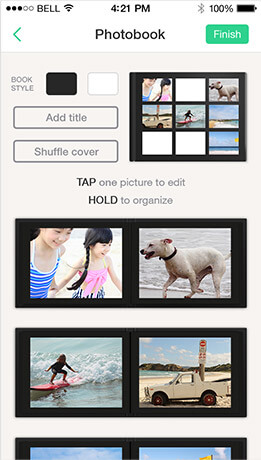 BELL 4:21 PM 100%
Photobook Finish
BOOK
STYLE
Add title
Shuffle cover
TAP one picture to edit
HOLD to organize